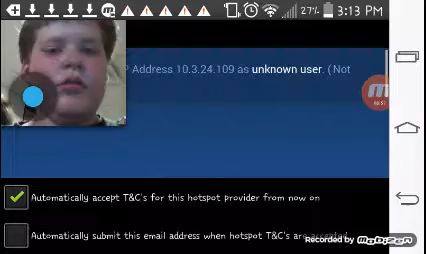 27% 3:13 PM
Address 10.3.24.109 as unknown user. (Not
Automatically accept T&C's for this hotspot provider from now on
Automatically submit this email address when hotspot T&C's are accepted
Recorded by Mobizen